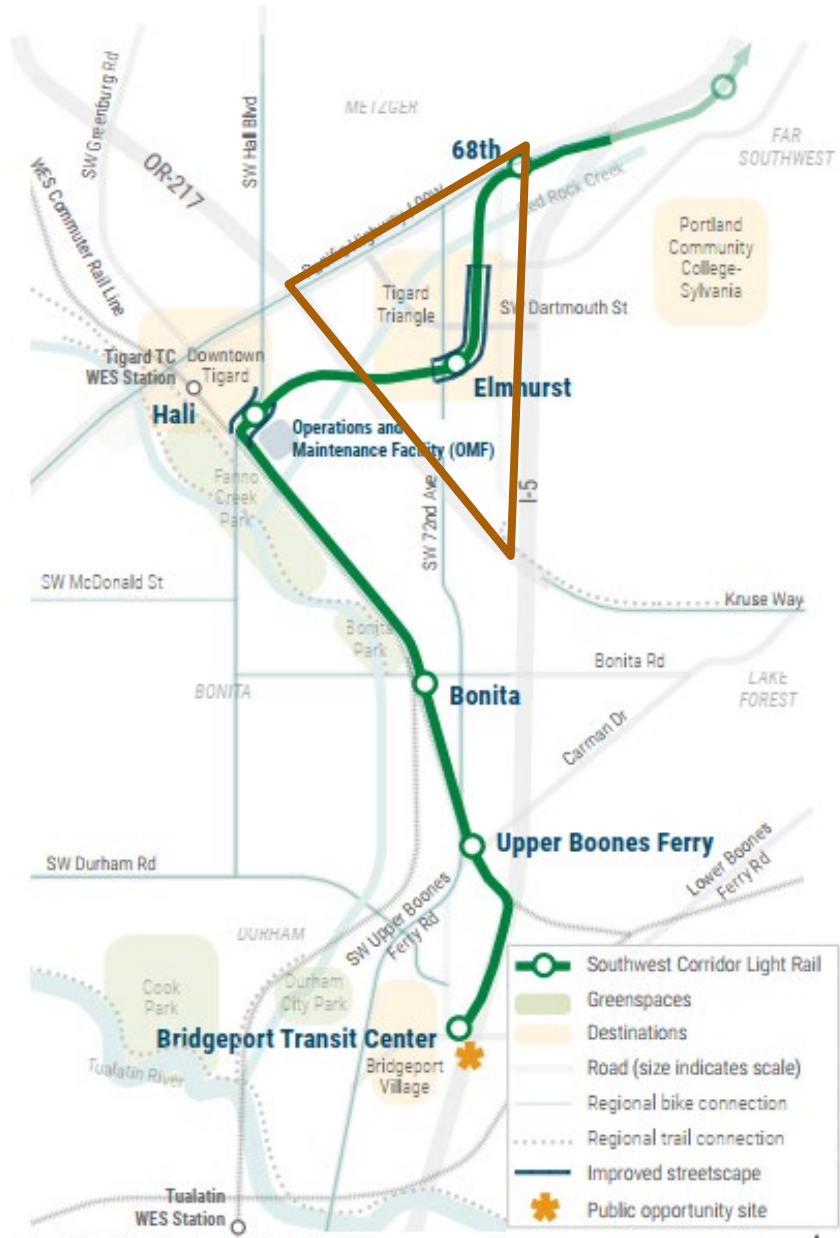 SW Greenburg Rd
SW Hall Blvd
METZGER
OR-217
WES Commuter Rail Line
68th
FAR
SOUTHWEST
Red Rock Creek
Highway
Portland
Community
College-
Sylvania
Tigard
Triangle
SW Dartmouth St
Tigard TC
WES Station
Downtown
Tigard
Hali
Elmhurst
Operations and
Maintenance Facility (OMF)
Fanno
Creek
Park
SW 72nd Ave
I-5
SW McDonald St
Kruse Way
Bonita
Park
Bonita Rd
BONITA
Bonita
LAKE
FOREST
Carman Dr
Upper Boones Ferry
SW Durham Rd
Lower Boones
Ferry Rd
SW Upper Boones
Ferry Rd
DURHAM
Cook
Park
Durham
City Park
Bridgeport Transit Center
Bridgeport
Village
Tualatin River
Tualatin
WES Station
Southwest Corridor Light Rail
Greenspaces
Destinations
Road (size indicates scale)
Regional bike connection
Regional trail connection
Improved streetscape
Public opportunity site